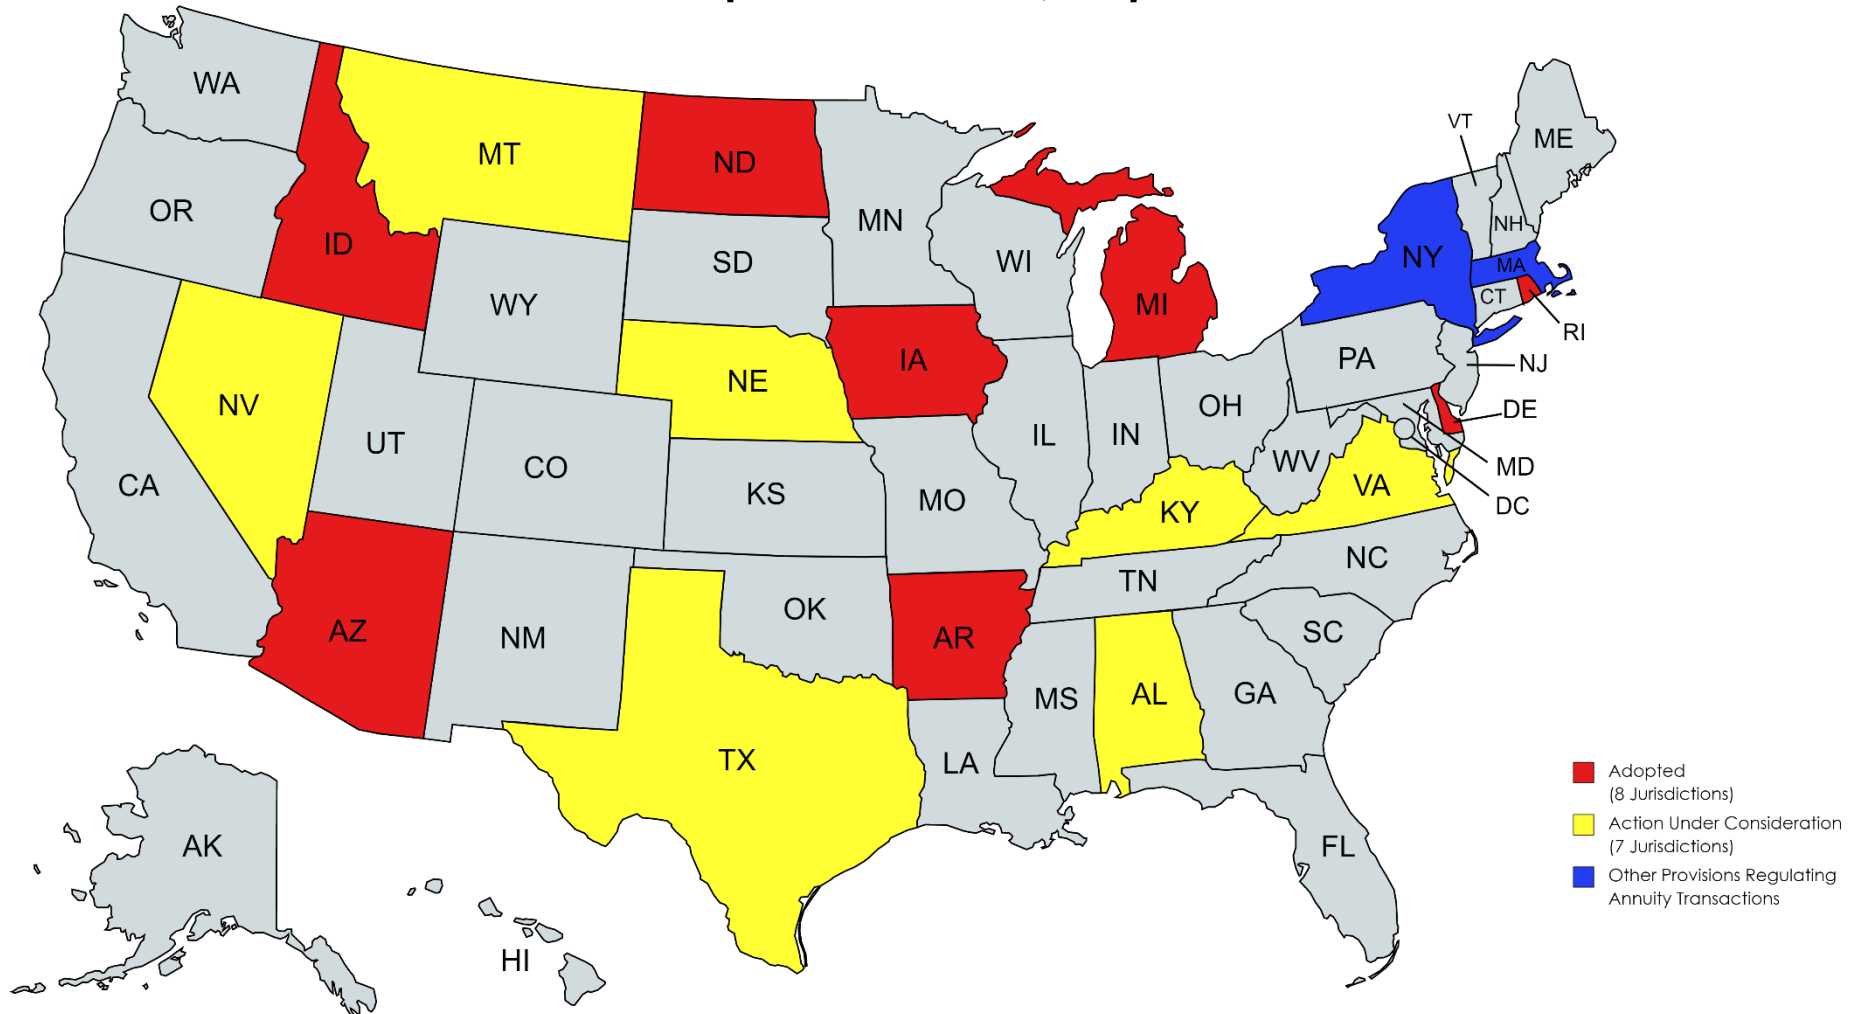 WA
MT
ND
MN
VT
ME
OR
ID
SD
WI
MI
NY
NH
MA
CT
RI
WY
IA
PA
NJ
NV
NE
OH
DE
UT
CO
IL
IN
WV
MD
CA
KS
MO
KY
VA
DC
AZ
NM
OK
AR
TN
NC
SC
TX
LA
MS
AL
GA
AK
HI
FL
Adopted
(8 Jurisdictions)
Action Under Consideration
(7 Jurisdictions)
Other Provisions Regulating
Annuity Transactions